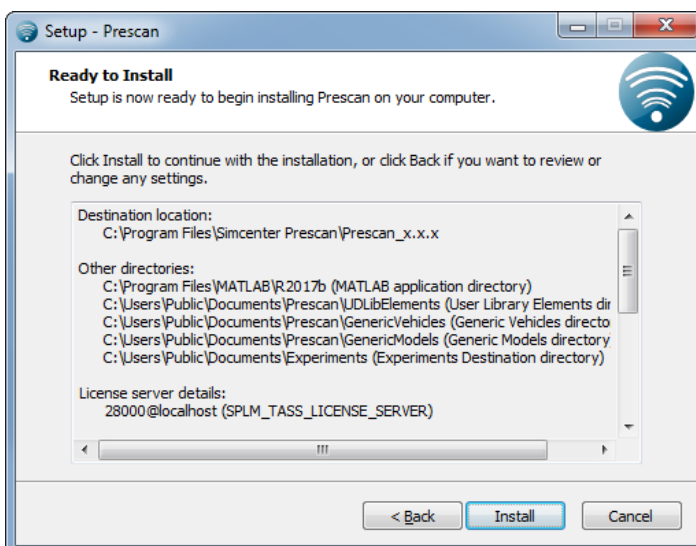 Setup - Prescan
Ready to Install
Setup is now ready to begin installing Prescan on your computer.
Click Install to continue with the installation, or click Back if you want to review or
change any settings.
Destination location:
C:\Program Files\Simcenter Prescan\Prescan_x.x.x
Other directories:
C:\Program Files\MATLAB\R2017b (MATLAB application directory)
C:\Users\Public\Documents\Prescan\UDLibElements (User Library Elements dir
C:\Users\Public\Documents\Prescan\GenericVehicles (Generic Vehicles directo
C:\Users\Public\Documents\Prescan\GenericModels (Generic Models directory
C:\Users\Public\Documents\Experiments (Experiments Destination directory)
License server details:
28000@localhost (SPLM_TASS_LICENSE_SERVER)
< Back Install Cancel